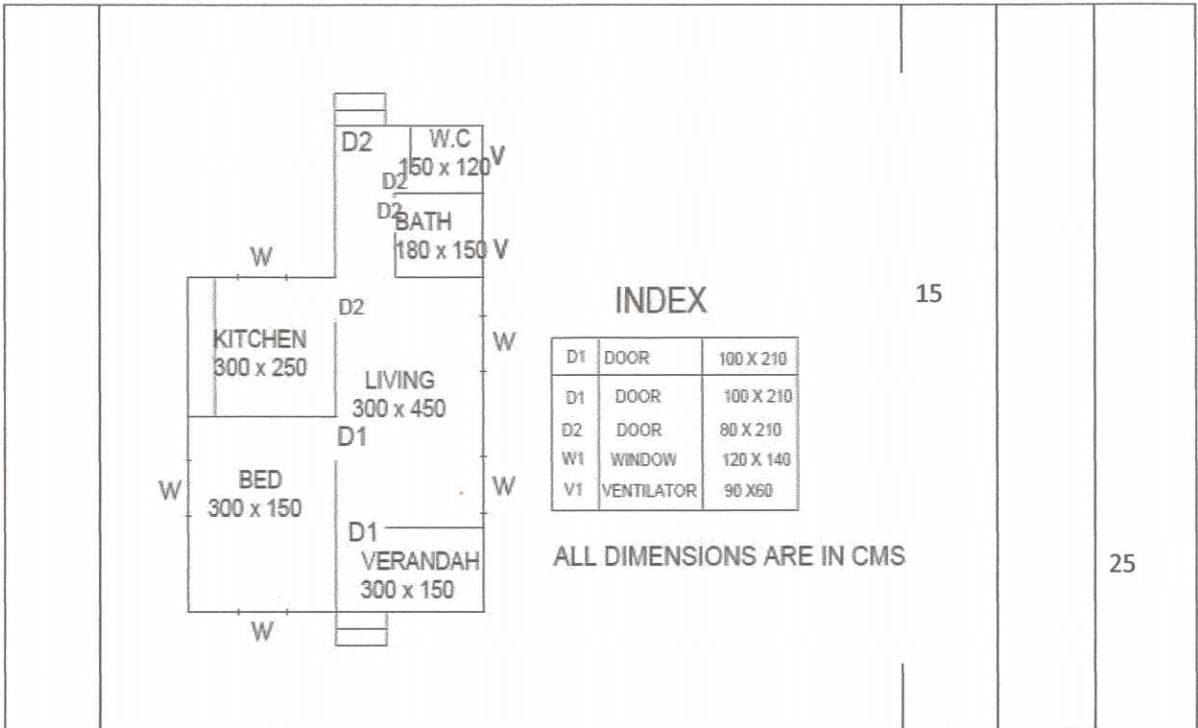 D2
W.C
150 x 120
V
D2
D2
BATH
180 x 150
V
W
D2
KITCHEN
300 x 250
W
LIVING
300 x 450
D1
W
BED
300 x 150
W
D1
VERANDAH
300 x 150
W
INDEX
D1 DOOR 100 X 210
D1 DOOR 100 X 210
D2 DOOR 80 X 210
W1 WINDOW 120 X 140
V1 VENTILATOR 90 X60
ALL DIMENSIONS ARE IN CMS
15
25